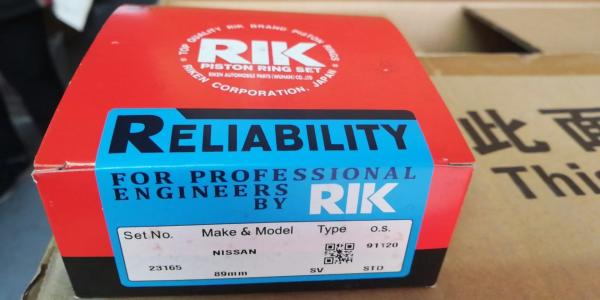 TOP QUALITY RIK BRAND PISTON RINGS
RIK
PISTON RING SET
RIKEN AUTOMOBILE PARTS (WUHAN) CO.,LTD
RIKEN CORPORATION, JAPAN
RELIABILITY
FOR PROFESSIONAL
ENGINEERS
BY RIK
Set No. Make & Model Type o.s.
NISSAN 91120
23165 89mm SV STD
此面
This